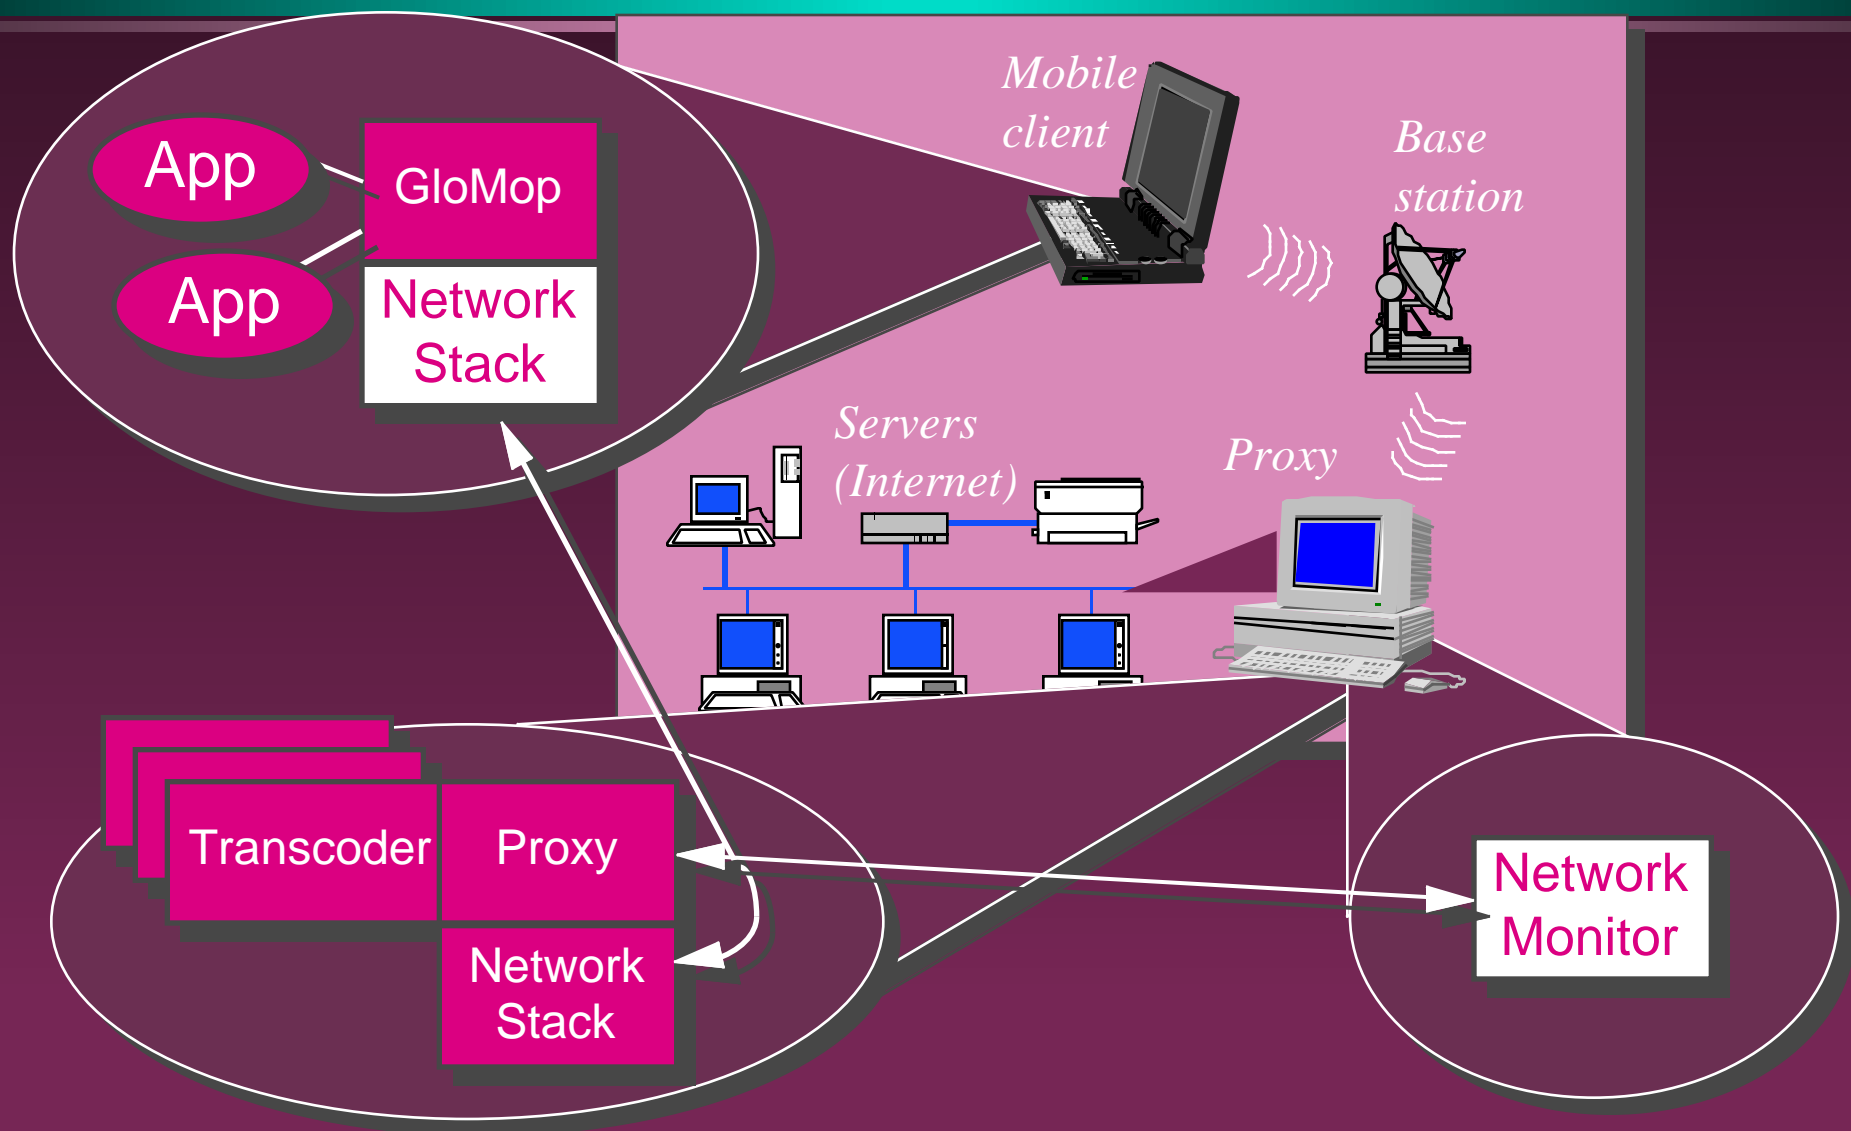 Mobile
client
Base
station
App
GloMop
App
Network
Stack
Servers
(Internet)
Proxy
Transcoder
Proxy
Network
Stack
Network
Monitor